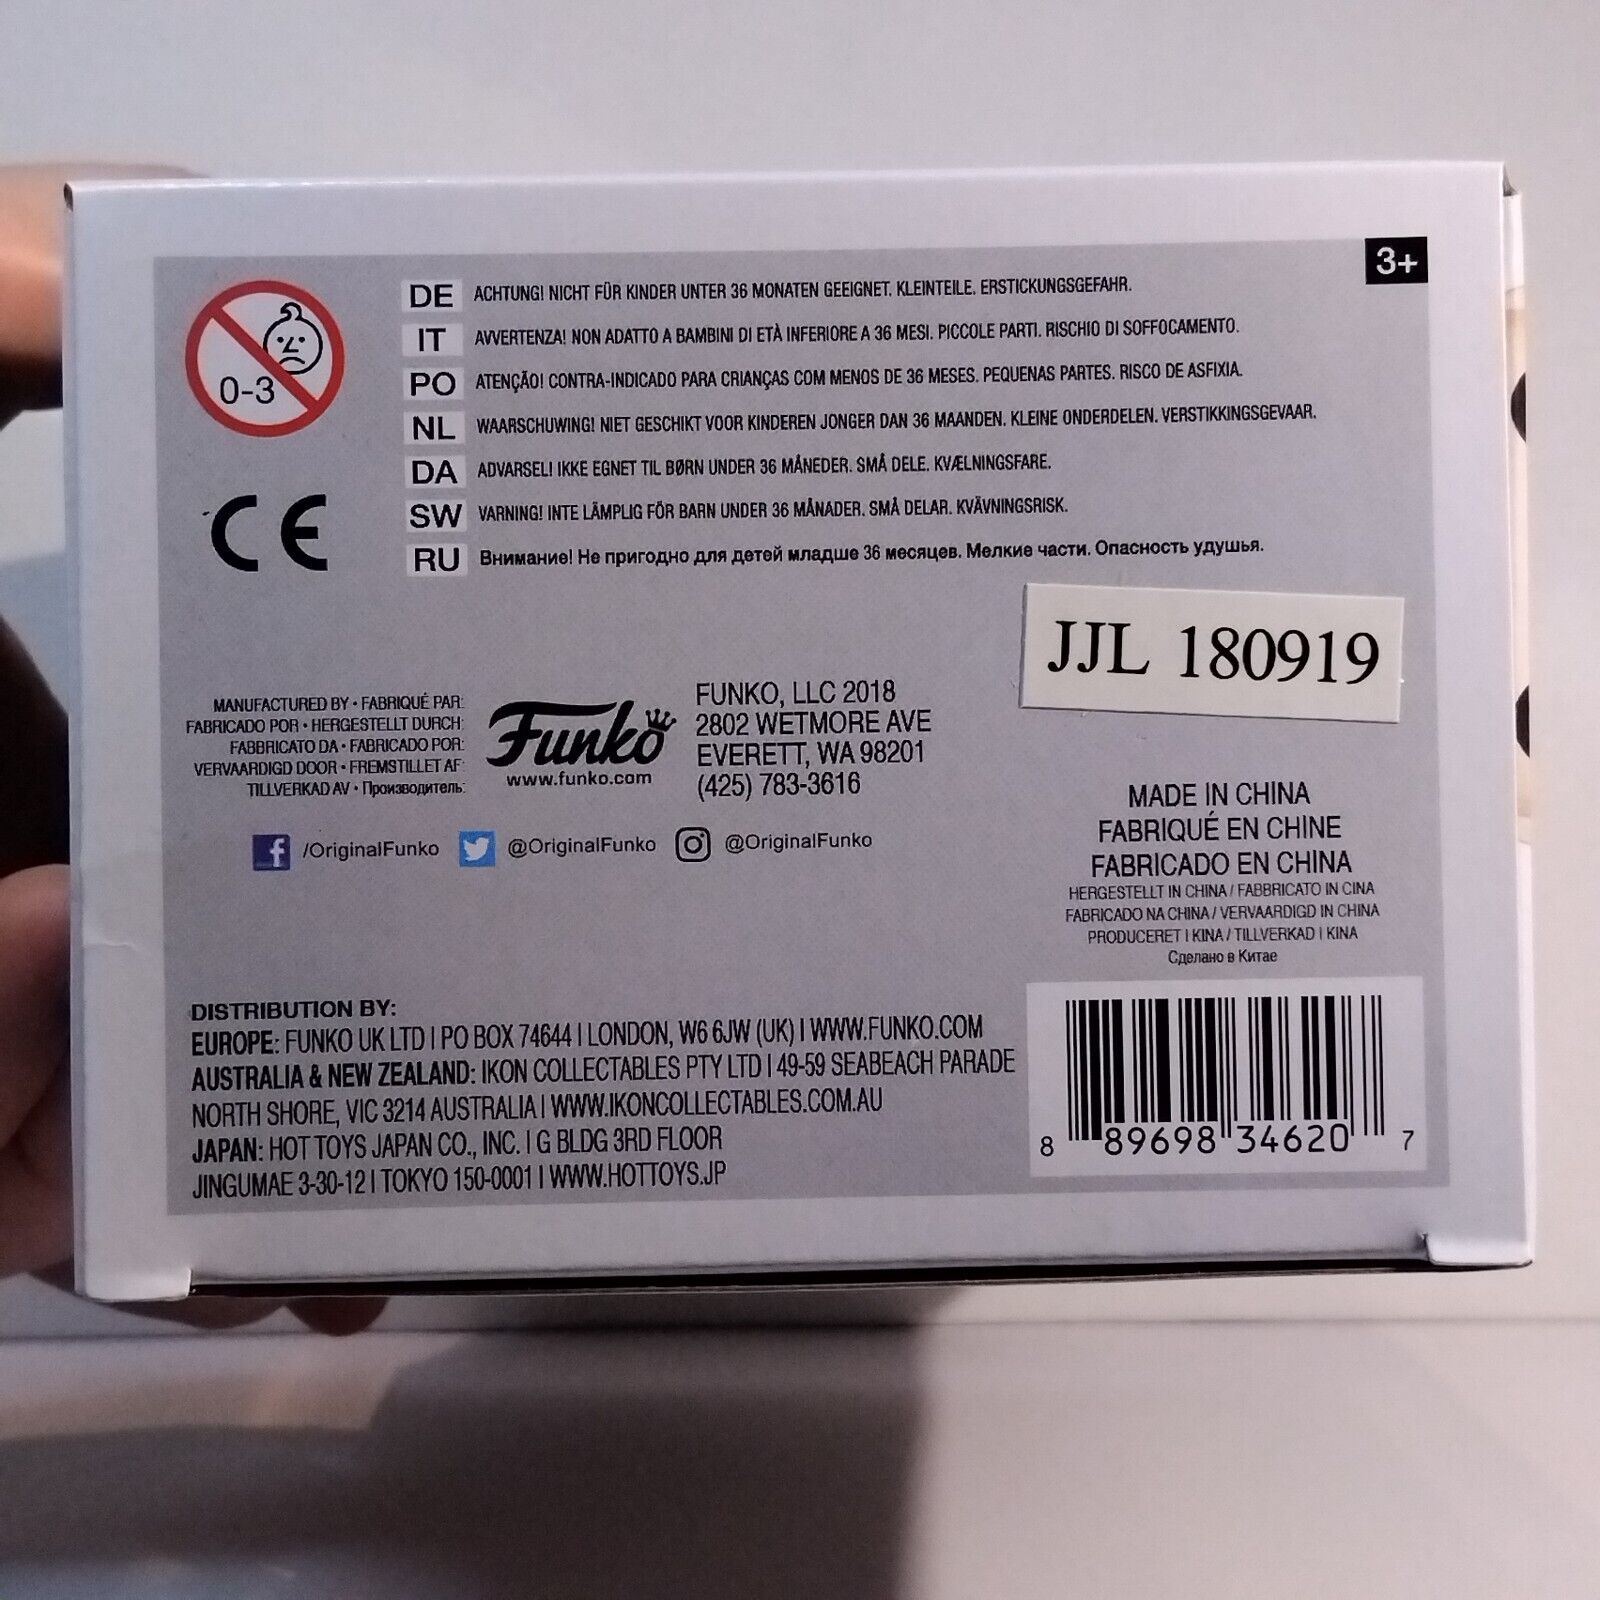 3+
0-3
DE ACHTUNG! NICHT FÜR KINDER UNTER 36 MONATEN GEEIGNET. KLEINTEILE. ERSTICKUNGSGEFAHR.
IT AVVERTENZA! NON ADATTO A BAMBINI DI ETÀ INFERIORE A 36 MESI. PICCOLE PARTI. RISCHIO DI SOFFOCAMENTO.
PO ATENÇÃO! CONTRA-INDICADO PARA CRIANÇAS COM MENOS DE 36 MESES. PEQUENAS PARTES. RISCO DE ASFIXIA.
NL WAARSCHUWING! NIET GESCHIKT VOOR KINDEREN JONGER DAN 36 MAANDEN. KLEINE ONDERDELEN. VERSTIKKINGSGEVAAR.
DA ADVARSEL! IKKE EGNET TIL BØRN UNDER 36 MÅNEDER. SMÅ DELE. KVÆLNINGSFARE.
SW VARNING! INTE LÄMPLIG FÖR BARN UNDER 36 MÅNADER. SMÅ DELAR. KVÄVNINGSRISK.
RU Внимание! Не пригодно для детей младше 36 месяцев. Мелкие части. Опасность удушья.
CE
JJL 180919
MANUFACTURED BY • FABRIQUÉ PAR:
FABRICADO POR • HERGESTELLT DURCH:
FABBRICATO DA • FABRICADO POR:
VERVAARDIGD DOOR • FREMSTILLET AF:
TILLVERKAD AV • Производитель:
Funko
www.funko.com
FUNKO, LLC 2018
2802 WETMORE AVE
EVERETT, WA 98201
(425) 783-3616
/OriginalFunko @OriginalFunko @OriginalFunko
MADE IN CHINA
FABRIQUÉ EN CHINE
FABRICADO EN CHINA
HERGESTELLT IN CHINA / FABBRICATO IN CINA
FABRICADO NA CHINA / VERVAARDIGD IN CHINA
PRODUCERET I KINA / TILLVERKAD I KINA
Сделано в Китае
DISTRIBUTION BY:
EUROPE: FUNKO UK LTD | PO BOX 74644 | LONDON, W6 6JW (UK) | WWW.FUNKO.COM
AUSTRALIA & NEW ZEALAND: IKON COLLECTABLES PTY LTD | 49-59 SEABEACH PARADE
NORTH SHORE, VIC 3214 AUSTRALIA | WWW.IKONCOLLECTABLES.COM.AU
JAPAN: HOT TOYS JAPAN CO., INC. | G BLDG 3RD FLOOR
JINGUMAE 3-30-12 | TOKYO 150-0001 | WWW.HOTTOYS.JP
8 89698 34620 7